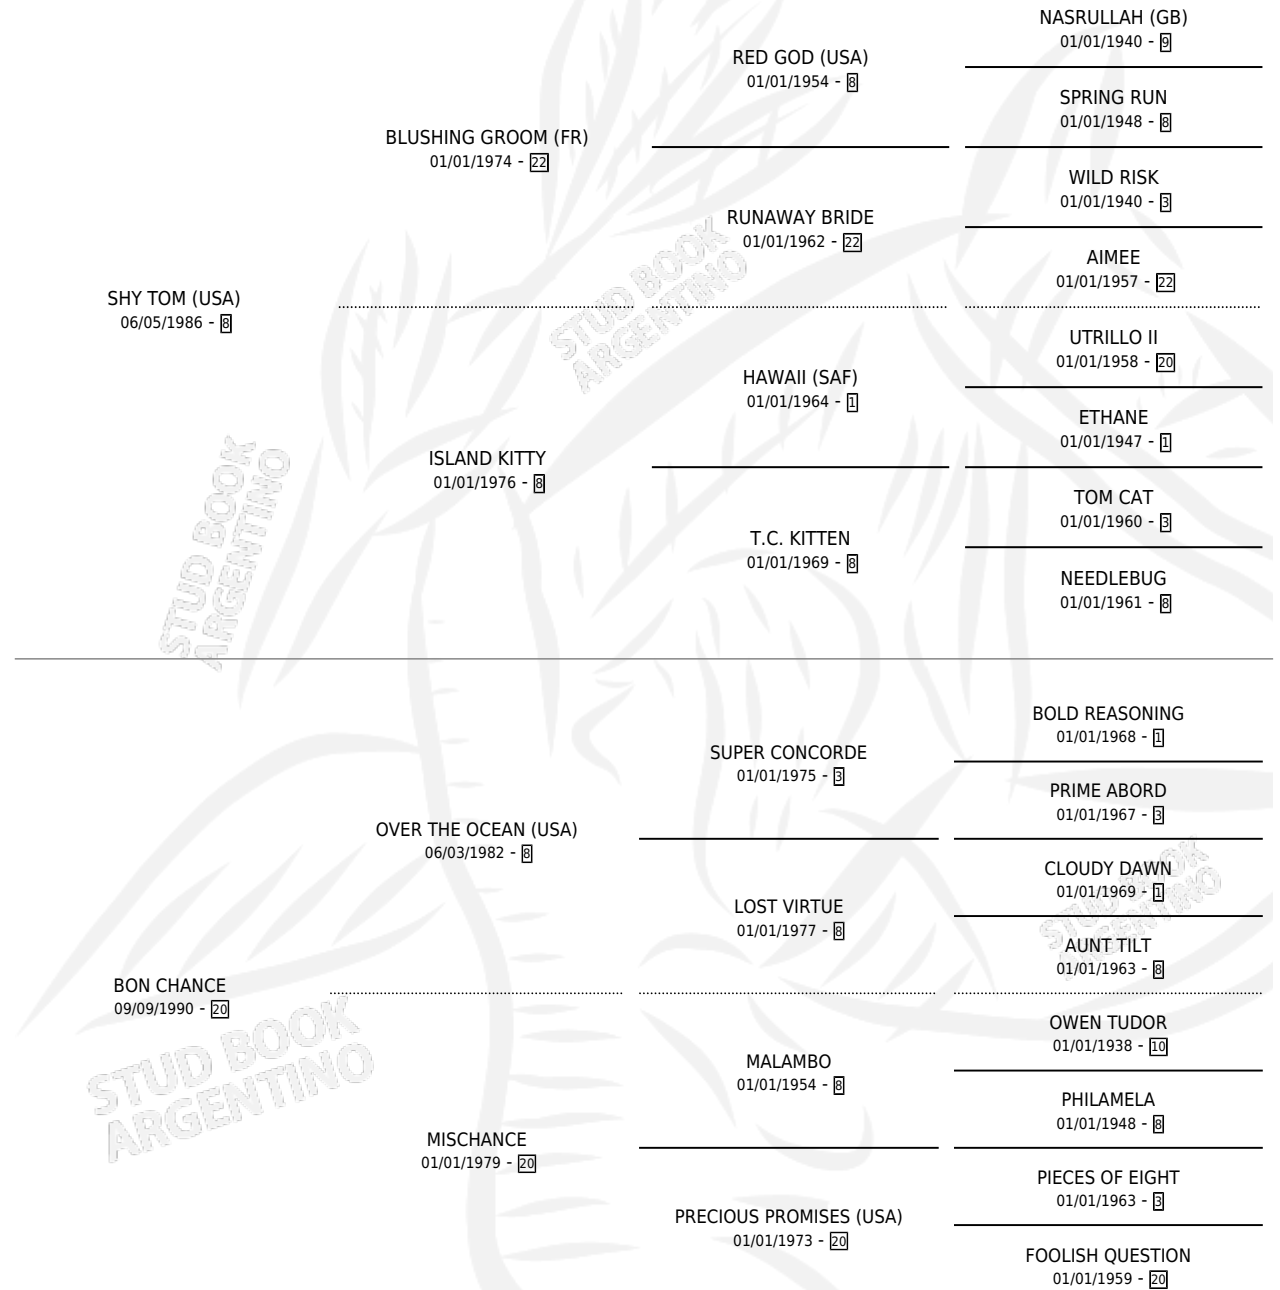 NASRULLAH (GB)
01/01/1940 - 9
RED GOD (USA)
01/01/1954 - 8
SPRING RUN
01/01/1948 - 8
BLUSHING GROOM (FR)
01/01/1974 - 22
WILD RISK
01/01/1940 - 3
RUNAWAY BRIDE
01/01/1962 - 22
AIMEE
01/01/1957 - 22
SHY TOM (USA)
06/05/1986 - 8
UTRILLO II
01/01/1958 - 20
HAWAII (SAF)
01/01/1964 - 1
ETHANE
01/01/1947 - 1
ISLAND KITTY
01/01/1976 - 8
TOM CAT
01/01/1960 - 3
T.C. KITTEN
01/01/1969 - 8
NEEDLEBUG
01/01/1961 - 8
BOLD REASONING
01/01/1968 - 1
SUPER CONCORDE
01/01/1975 - 3
PRIME ABORD
01/01/1967 - 3
OVER THE OCEAN (USA)
06/03/1982 - 8
CLOUDY DAWN
01/01/1969 - 1
LOST VIRTUE
01/01/1977 - 8
AUNT TILT
01/01/1963 - 8
BON CHANCE
09/09/1990 - 20
OWEN TUDOR
01/01/1938 - 10
MALAMBO
01/01/1954 - 8
PHILAMELA
01/01/1948 - 8
MISCHANCE
01/01/1979 - 20
PIECES OF EIGHT
01/01/1963 - 3
PRECIOUS PROMISES (USA)
01/01/1973 - 20
FOOLISH QUESTION
01/01/1959 - 20
STUD BOOK
ARGENTINO
STUD BOOK
ARGENTINO
STUD BOOK
ARGENTINO
STUD BOOK
ARGENTINO